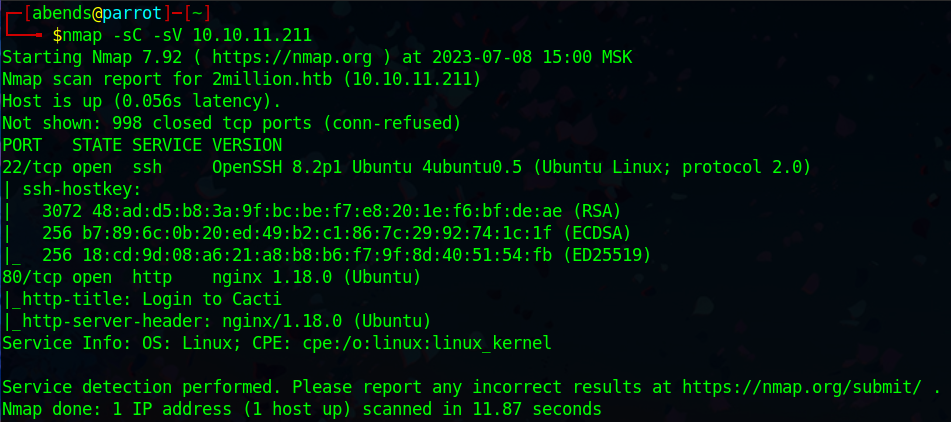 ┌─[abends@parrot]─[~]
└──╼ $nmap -sC -sV 10.10.11.211
Starting Nmap 7.92 ( https://nmap.org ) at 2023-07-08 15:00 MSK
Nmap scan report for 2million.htb (10.10.11.211)
Host is up (0.056s latency).
Not shown: 998 closed tcp ports (conn-refused)
PORT   STATE SERVICE VERSION
22/tcp open  ssh     OpenSSH 8.2p1 Ubuntu 4ubuntu0.5 (Ubuntu Linux; protocol 2.0)
| ssh-hostkey:
|   3072 48:ad:d5:b8:3a:9f:bc:be:f7:e8:20:1e:f6:bf:de:ae (RSA)
|   256 b7:89:6c:0b:20:ed:49:b2:c1:86:7c:29:92:74:1c:1f (ECDSA)
|_  256 18:cd:9d:08:a6:21:a8:b8:b6:f7:9f:8d:40:51:54:fb (ED25519)
80/tcp open  http    nginx 1.18.0 (Ubuntu)
|_http-title: Login to Cacti
|_http-server-header: nginx/1.18.0 (Ubuntu)
Service Info: OS: Linux; CPE: cpe:/o:linux:linux_kernel
Service detection performed. Please report any incorrect results at https://nmap.org/submit/ .
Nmap done: 1 IP address (1 host up) scanned in 11.87 seconds